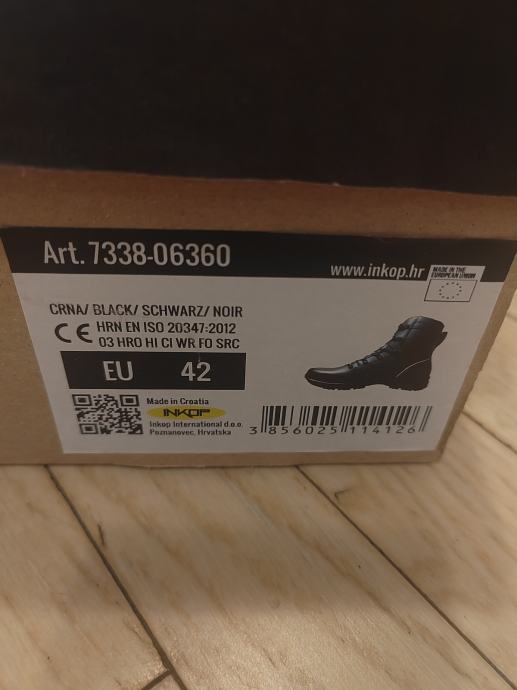 Art. 7338-06360
www.inkop.hr
MADE IN THE
EUROPEAN UNION
CRNA/ BLACK/ SCHWARZ/ NOIR
CE HRN EN ISO 20347:2012
03 HRO HI CI WR FO SRC
EU 42
Made in Croatia
INKOP
Inkop International d.o.o.
Poznanovec, Hrvatska
3 856025 114126